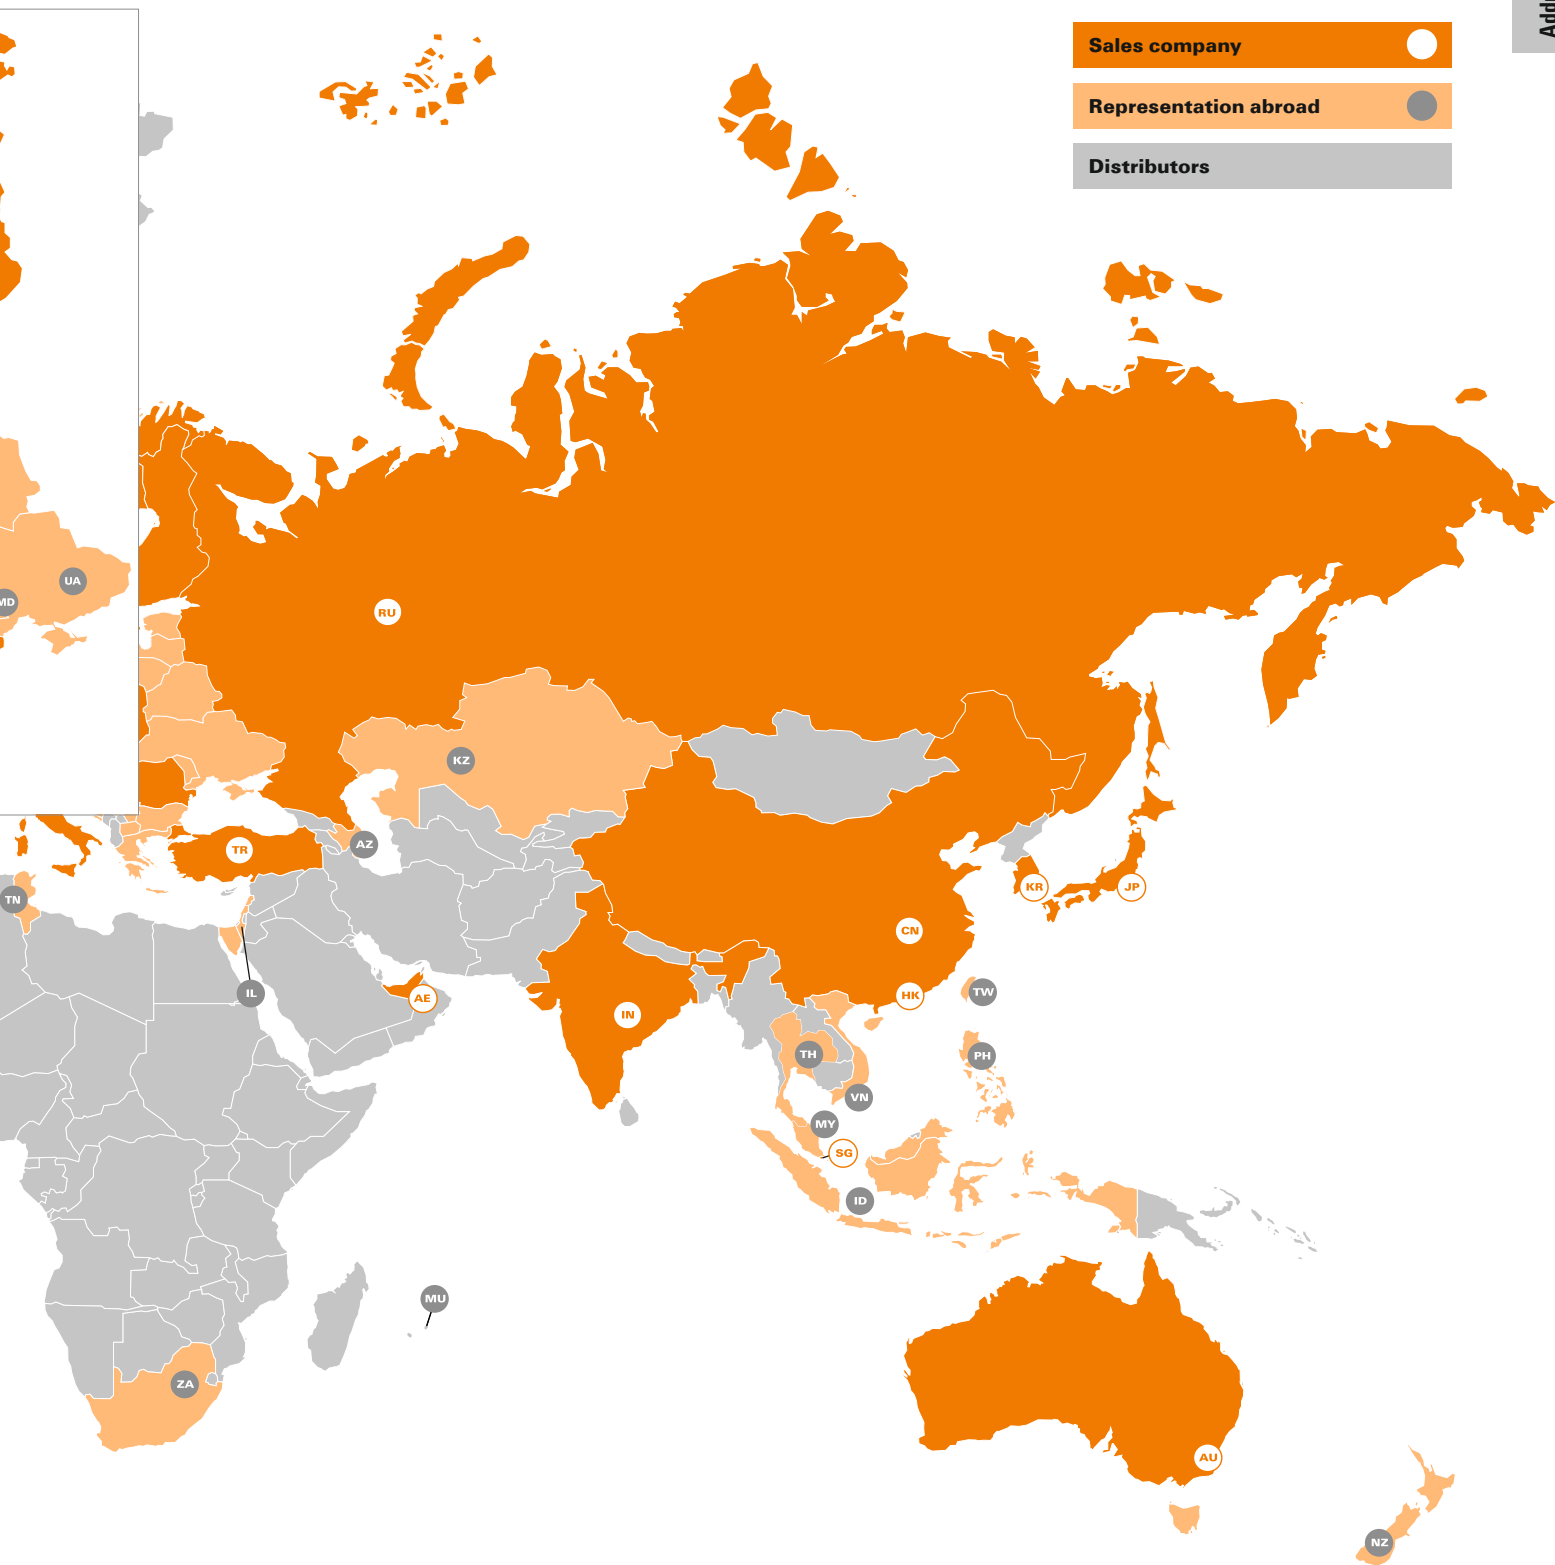 Sales company
Representation abroad
Distributors
UA
RU
KZ
TR
AZ
TN
KR
JP
CN
IL
AE
IN
HK
TW
TH
PH
VN
MY
SG
ID
MU
ZA
AU
NZ